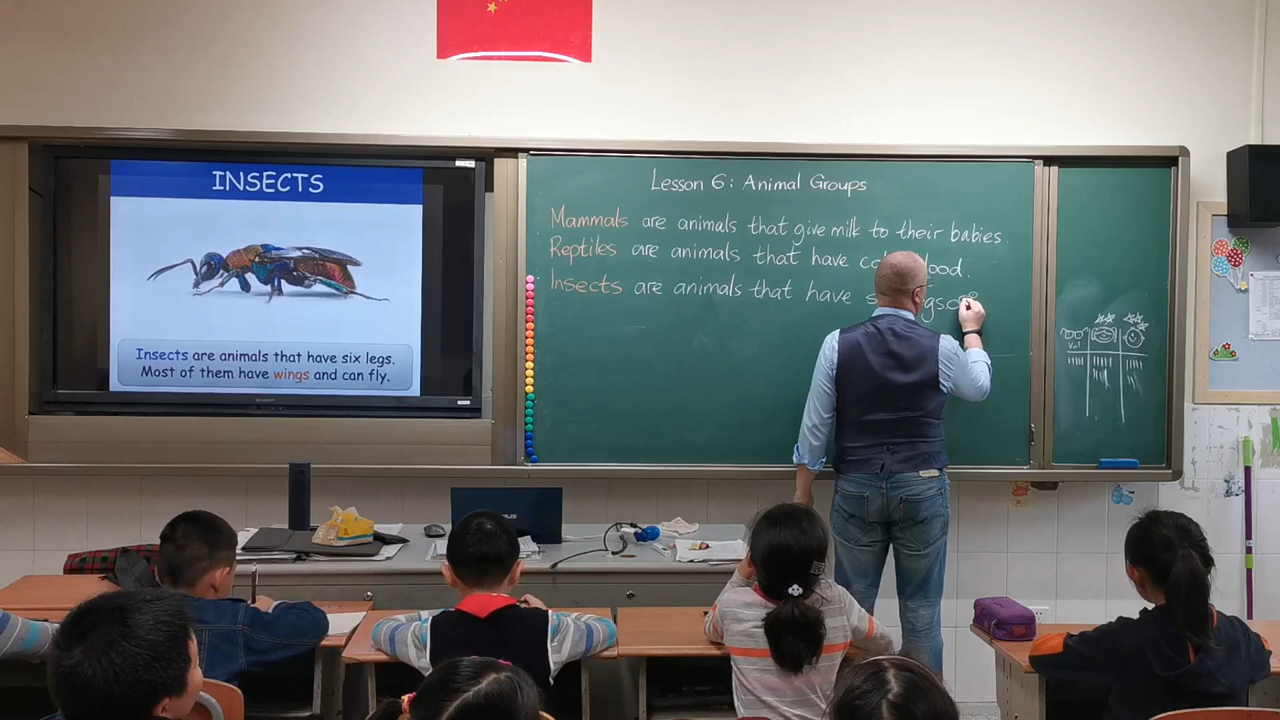 INSECTS
Insects are animals that have six legs.
Most of them have wings and can fly.
Lesson 6: Animal Groups
Mammals are animals that give milk to their babies.
Reptiles are animals that have blood.
Insects are animals that have